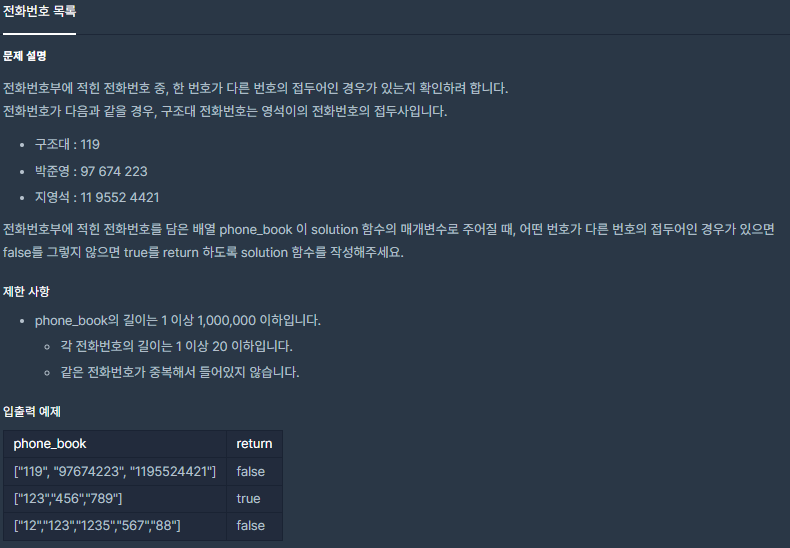 전화번호 목록
문제 설명
전화번호부에 적힌 전화번호 중, 한 번호가 다른 번호의 접두어인 경우가 있는지 확인하려 합니다.
전화번호가 다음과 같을 경우, 구조대 전화번호는 영석이의 전화번호의 접두사입니다.
• 구조대 : 119
• 박준영 : 97 674 223
• 지영석 : 11 9552 4421
전화번호부에 적힌 전화번호를 담은 배열 phone_book 이 solution 함수의 매개변수로 주어질 때, 어떤 번호가 다른 번호의 접두어인 경우가 있으면
false를 그렇지 않으면 true를 return 하도록 solution 함수를 작성해주세요.
제한 사항
• phone_book의 길이는 1 이상 1,000,000 이하입니다.
◦ 각 전화번호의 길이는 1 이상 20 이하입니다.
◦ 같은 전화번호가 중복해서 들어있지 않습니다.
입출력 예제
phone_book return
["119", "97674223", "1195524421"] false
["123","456","789"] true
["12","123","1235","567","88"] false